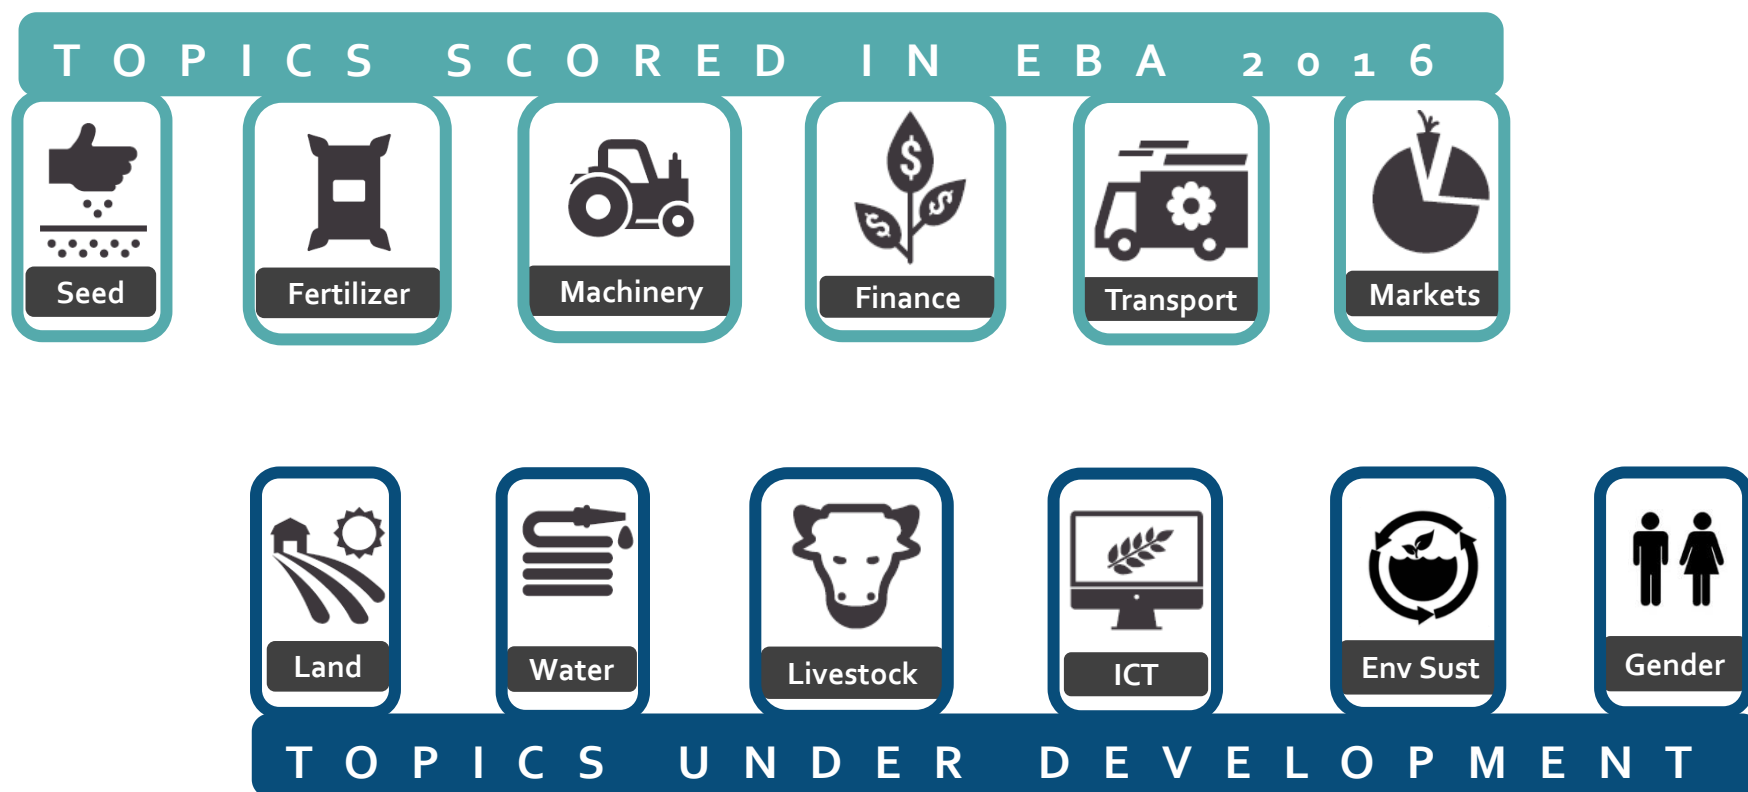 TOPICS SCORED IN EBA 2016
Seed
Fertilizer
Machinery
Finance
Transport
Markets
Land
Water
Livestock
ICT
Env Sust
Gender
TOPICS UNDER DEVELOPMENT